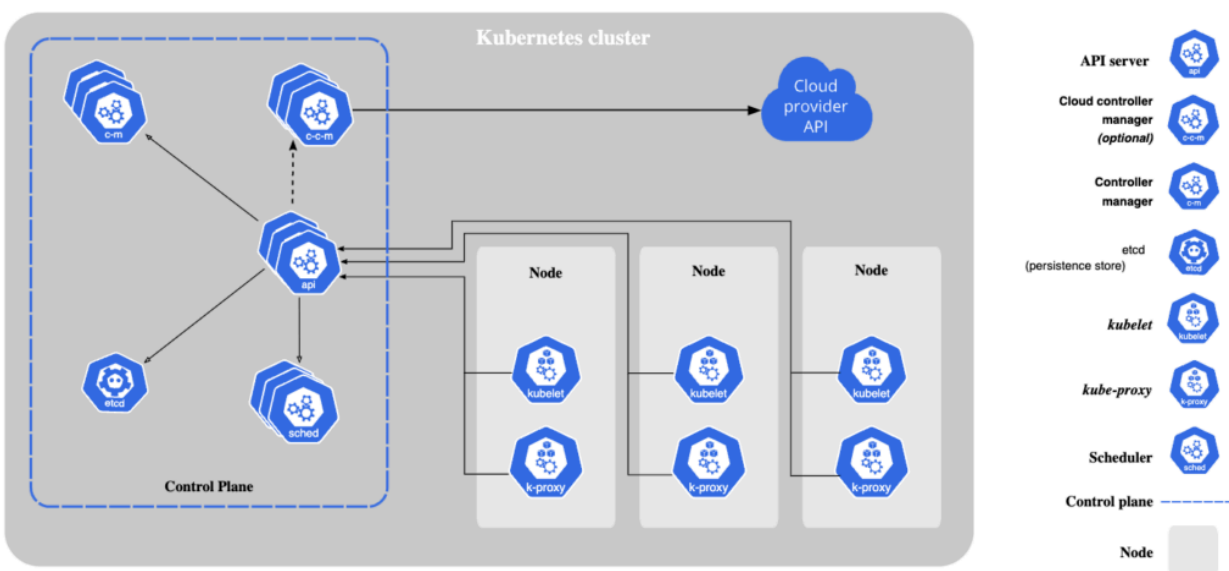 Kubernetes cluster
c-m
c-c-m
Cloud
provider
API
api
etcd
sched
Control Plane
Node
kubelet
k-proxy
Node
kubelet
k-proxy
Node
kubelet
k-proxy
API server
api
Cloud controller
manager
(optional)
c-c-m
Controller
manager
c-m
etcd
(persistence store)
etcd
kubelet
kubelet
kube-proxy
k-proxy
Scheduler
sched
Control plane
Node